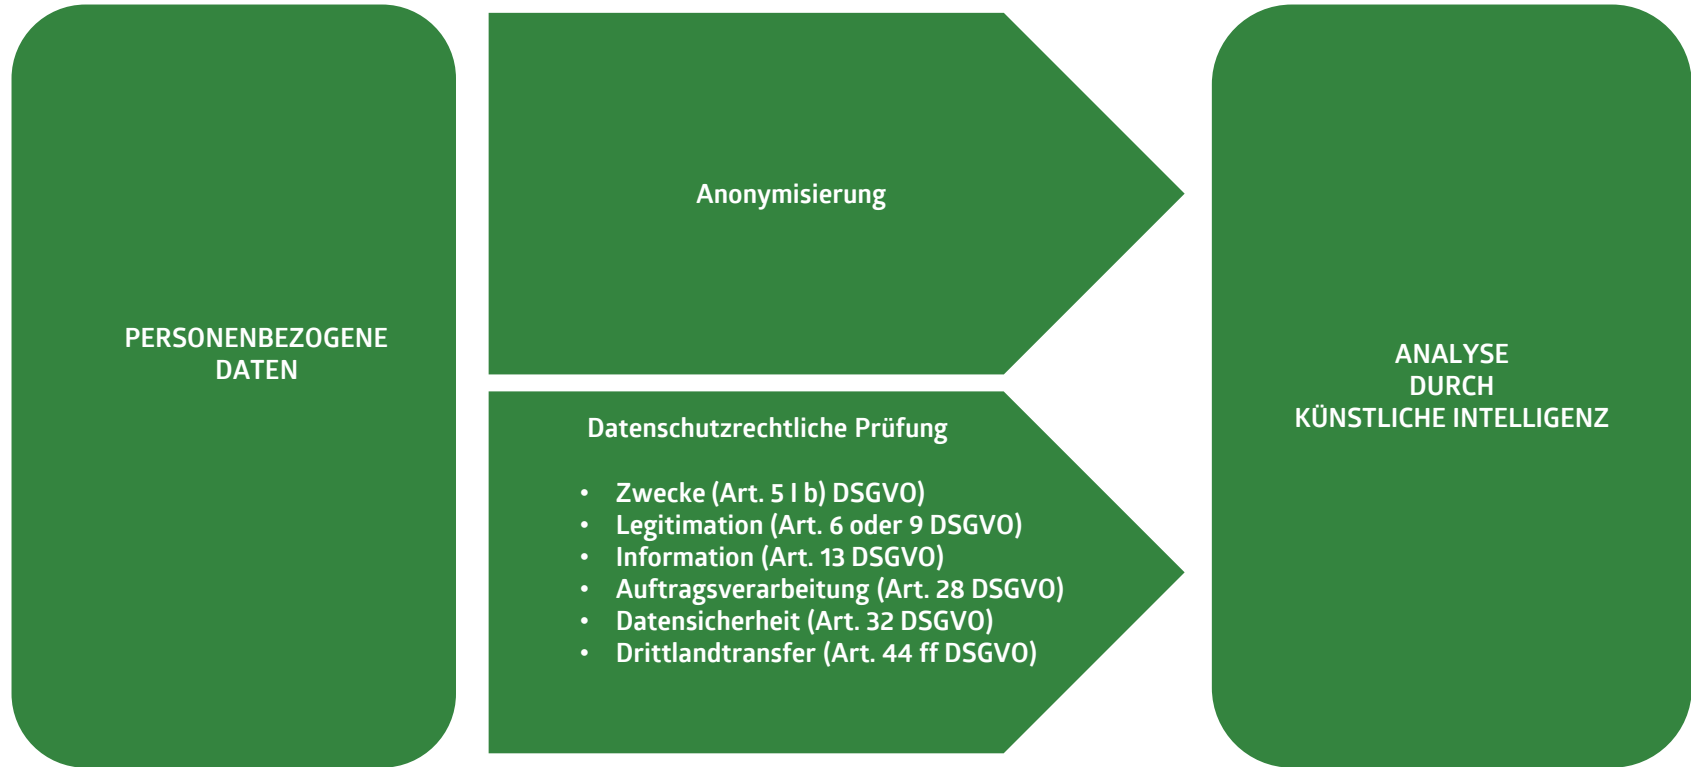 PERSONENBEZOGENE
DATEN
Anonymisierung
Datenschutzrechtliche Prüfung
• Zwecke (Art. 5 I b) DSGVO)
• Legitimation (Art. 6 oder 9 DSGVO)
• Information (Art. 13 DSGVO)
• Auftragsverarbeitung (Art. 28 DSGVO)
• Datensicherheit (Art. 32 DSGVO)
• Drittlandtransfer (Art. 44 ff DSGVO)
ANALYSE
DURCH
KÜNSTLICHE INTELLIGENZ